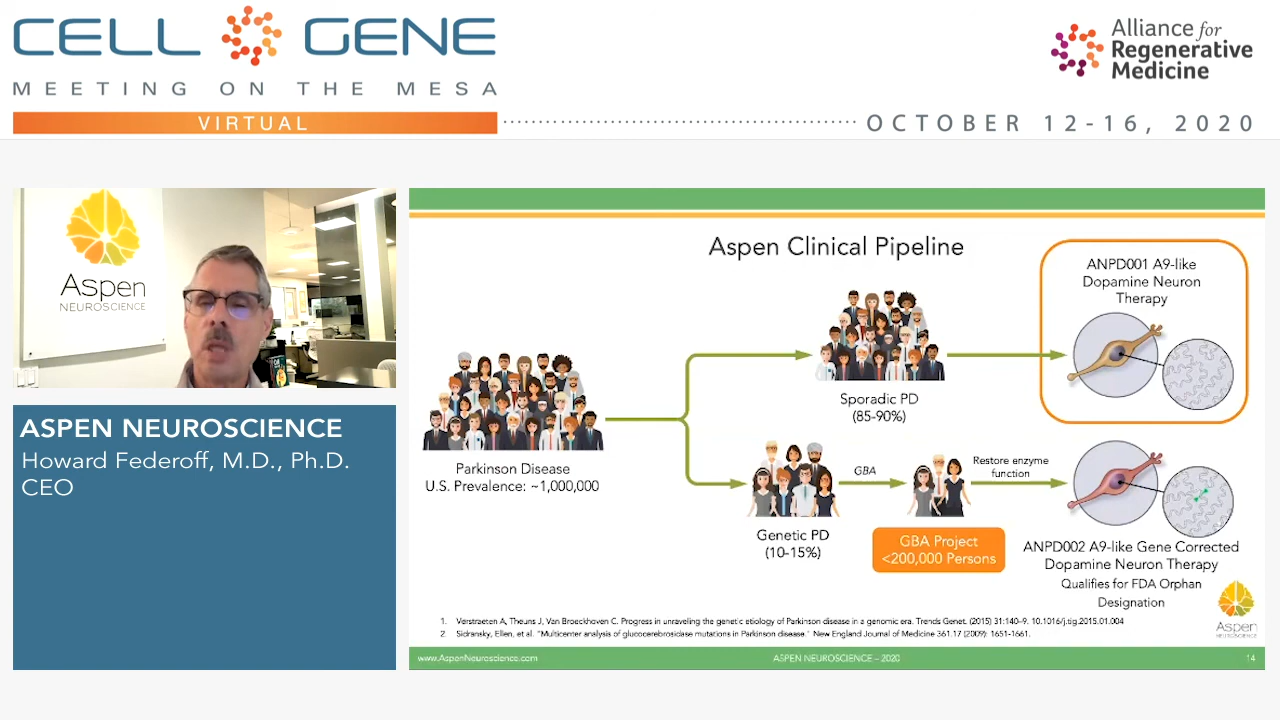 CELL GENE
MEETING ON THE MESA
VIRTUAL
OCTOBER 12-16, 2020
Alliance for
Regenerative
Medicine
Aspen
NEUROSCIENCE
ASPEN NEUROSCIENCE
Howard Federoff, M.D., Ph.D.
CEO
Aspen Clinical Pipeline
Parkinson Disease
U.S. Prevalence: ~1,000,000
Sporadic PD
(85-90%)
ANPD001 A9-like
Dopamine Neuron
Therapy
Genetic PD
(10-15%)
GBA
GBA Project
<200,000 Persons
Restore enzyme
function
ANPD002 A9-like Gene Corrected
Dopamine Neuron Therapy
Qualifies for FDA Orphan
Designation
Aspen
NEUROSCIENCE
1. Verstraeten A, Theuns J, Van Broeckhoven C. Progress in unraveling the genetic etiology of Parkinson disease in a genomic era. Trends Genet. (2015) 31:140–9. 10.1016/j.tig.2015.01.004
2 Sidransky, Ellen, et al. "Multicenter analysis of glucocerebrosidase mutations in Parkinson disease." New England Journal of Medicine 361.17 (2009): 1651-1661.
www.AspenNeuroscience.com
ASPEN NEUROSCIENCE – 2020
14